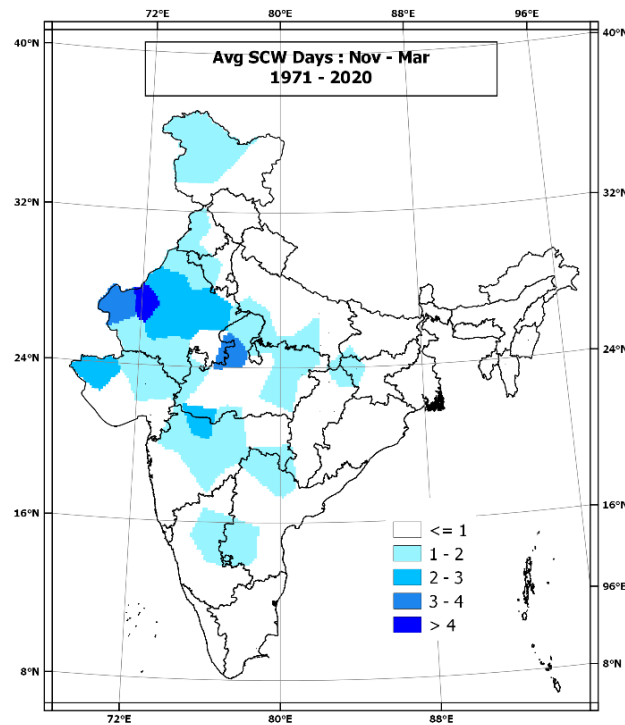 72°E 80°E 88°E 96°E
40°N 40°N
Avg SCW Days : Nov - Mar
1971 - 2020
32°N 32°N
24°N 24°N
16°N 16°N
<= 1
1 - 2
2 - 3
3 - 4
> 4
96°E
8°N 8°N
72°E 80°E 88°E